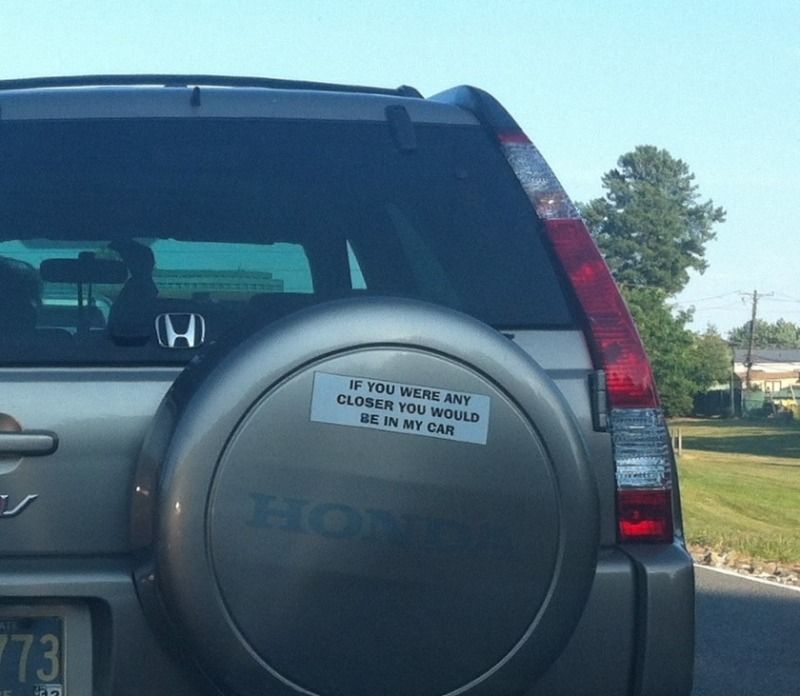 IF YOU WERE ANY
CLOSER YOU WOULD
BE IN MY CAR
HONDA
773